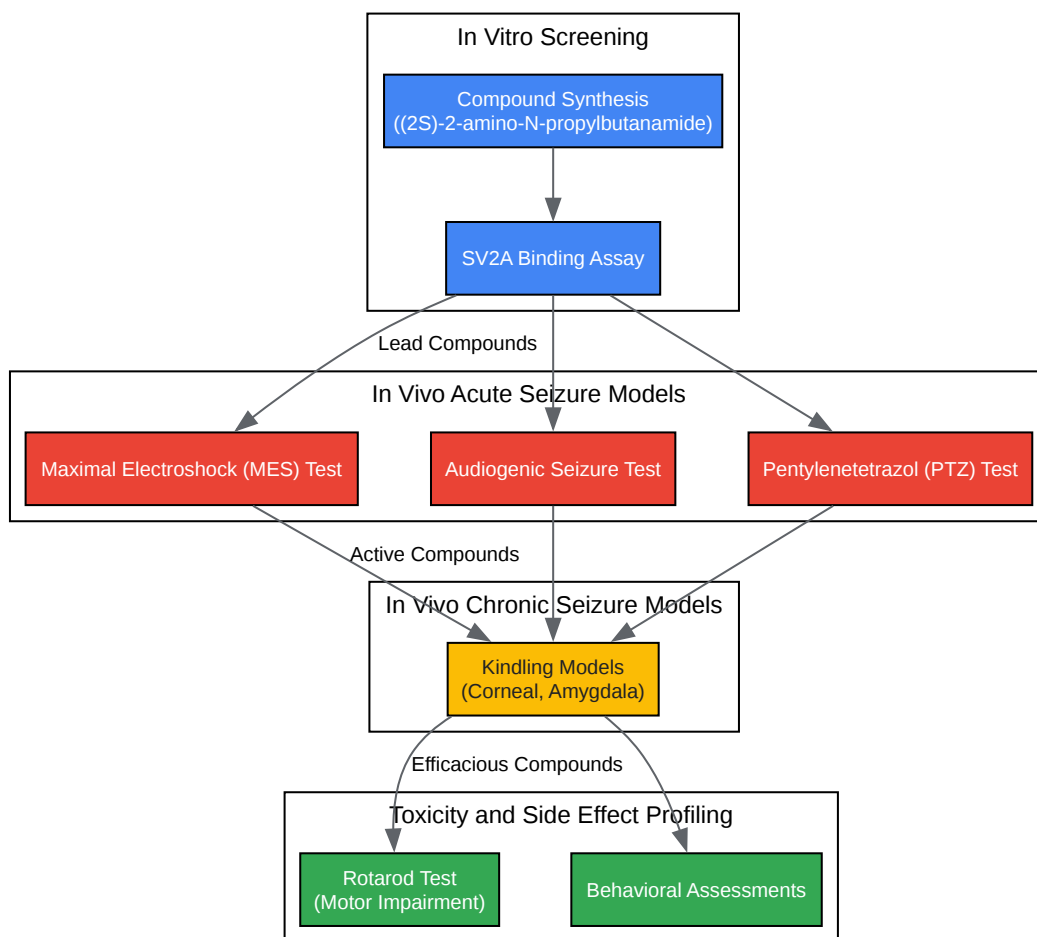 In Vitro Screening
Compound Synthesis
((2S)-2-amino-N-propylbutanamide)
SV2A Binding Assay
Lead Compounds
In Vivo Acute Seizure Models
Maximal Electroshock (MES) Test
Audiogenic Seizure Test
Pentylenetetrazol (PTZ) Test
Active Compounds
In Vivo Chronic Seizure Models
Kindling Models
(Corneal, Amygdala)
Efficacious Compounds
Toxicity and Side Effect Profiling
Rotarod Test
(Motor Impairment)
Behavioral Assessments